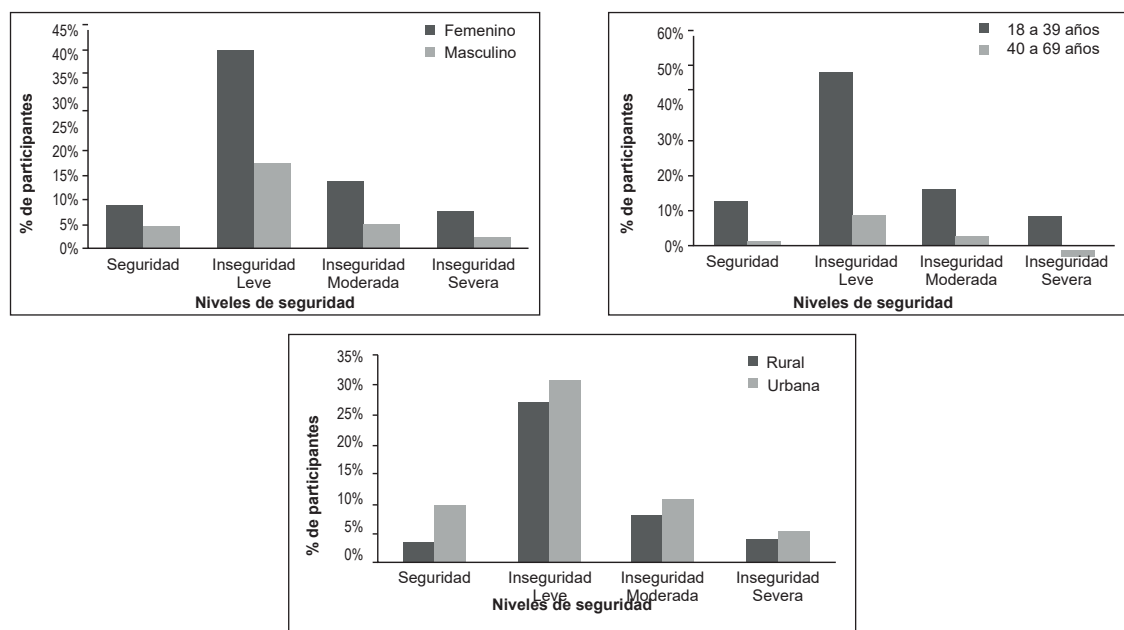 45%
40%
35%
30%
25%
20%
15%
10%
5%
0%
% de participantes
Femenino
Masculino
Seguridad
Inseguridad
Leve
Inseguridad
Moderada
Inseguridad
Severa
Niveles de seguridad
60%
50%
40%
30%
20%
10%
0%
% de participantes
18 a 39 años
40 a 69 años
Seguridad
Inseguridad
Leve
Inseguridad
Moderada
Inseguridad
Severa
Niveles de seguridad
35%
30%
25%
20%
15%
10%
5%
0%
% de participantes
Rural
Urbana
Seguridad
Inseguridad
Leve
Inseguridad
Moderada
Inseguridad
Severa
Niveles de seguridad